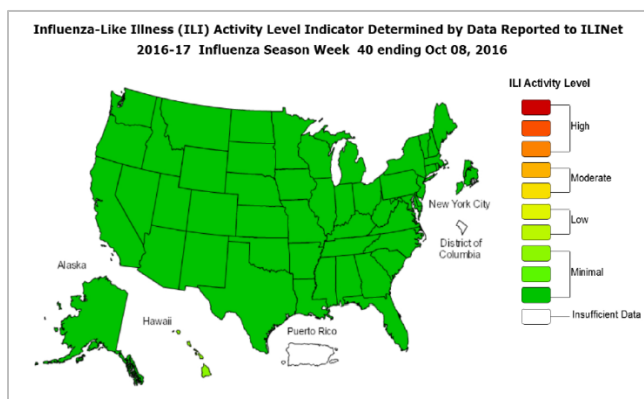 Influenza-Like Illness (ILI) Activity Level Indicator Determined by Data Reported to ILINet
2016-17 Influenza Season Week 40 ending Oct 08, 2016
ILI Activity Level
High
Moderate
New York City
Low
District of
Columbia
Alaska
Minimal
Hawaii
Puerto Rico
Insufficient Data